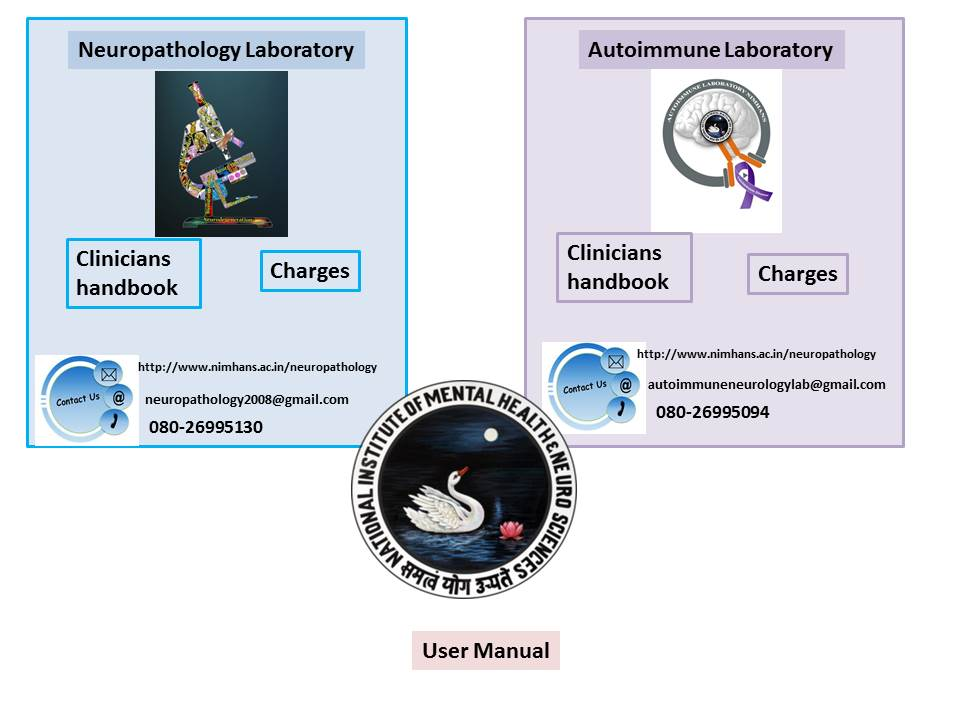 Neuropathology Laboratory
Neurodegeneration
Clinicians
handbook
Charges
Contact Us
@
http://www.nimhans.ac.in/neuropathology
neuropathology2008@gmail.com
080-26995130
Autoimmune Laboratory
AUTOIMMUNE LABORATORY NIMHANS
Clinicians
handbook
Charges
Contact Us
@
http://www.nimhans.ac.in/neuropathology
autoimmuneneurologylab@gmail.com
080-26995094
NATIONAL INSTITUTE OF MENTAL HEALTH & NEURO SCIENCES
समत्वं योग उच्यते
User Manual